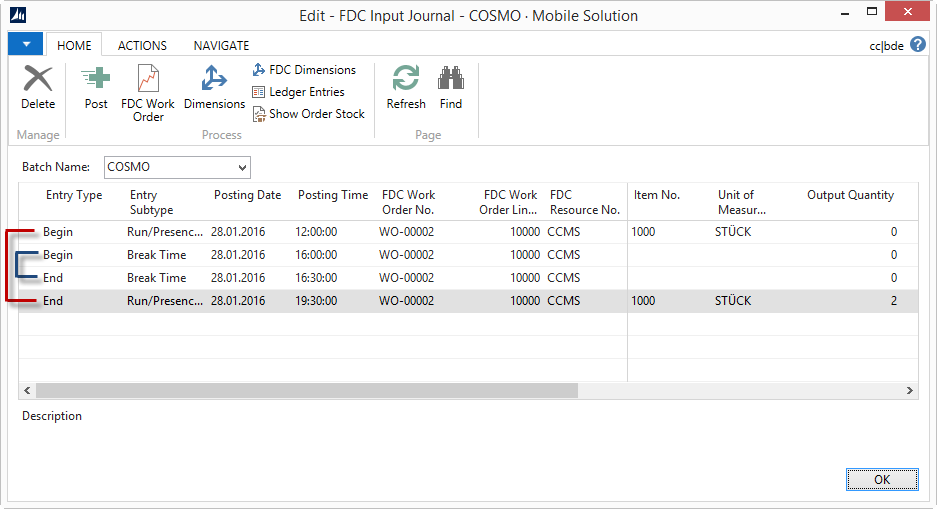 Edit - FDC Input Journal - COSMO · Mobile Solution
HOME ACTIONS NAVIGATE cc|bde ?
Delete
Manage
Post
FDC Work
Order
Dimensions
FDC Dimensions
Ledger Entries
Show Order Stock
Process
Refresh
Find
Page
Batch Name: COSMO
Entry Type Entry Subtype Posting Date Posting Time FDC Work Order No. FDC Work Order Lin... FDC Resource No. Item No. Unit of Measur... Output Quantity
Begin Run/Presenc... 28.01.2016 12:00:00 WO-00002 10000 CCMS 1000 STÜCK 0
Begin Break Time 28.01.2016 16:00:00 WO-00002 10000 CCMS 0
End Break Time 28.01.2016 16:30:00 WO-00002 10000 CCMS 0
End Run/Presenc... 28.01.2016 19:30:00 WO-00002 10000 CCMS 1000 STÜCK 2
Description
OK